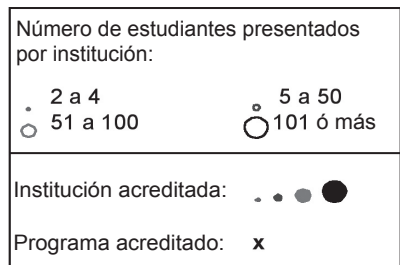 Número de estudiantes presentados
por institución:
2 a 4 5 a 50
51 a 100 101 ó más
Institución acreditada:
Programa acreditado: x